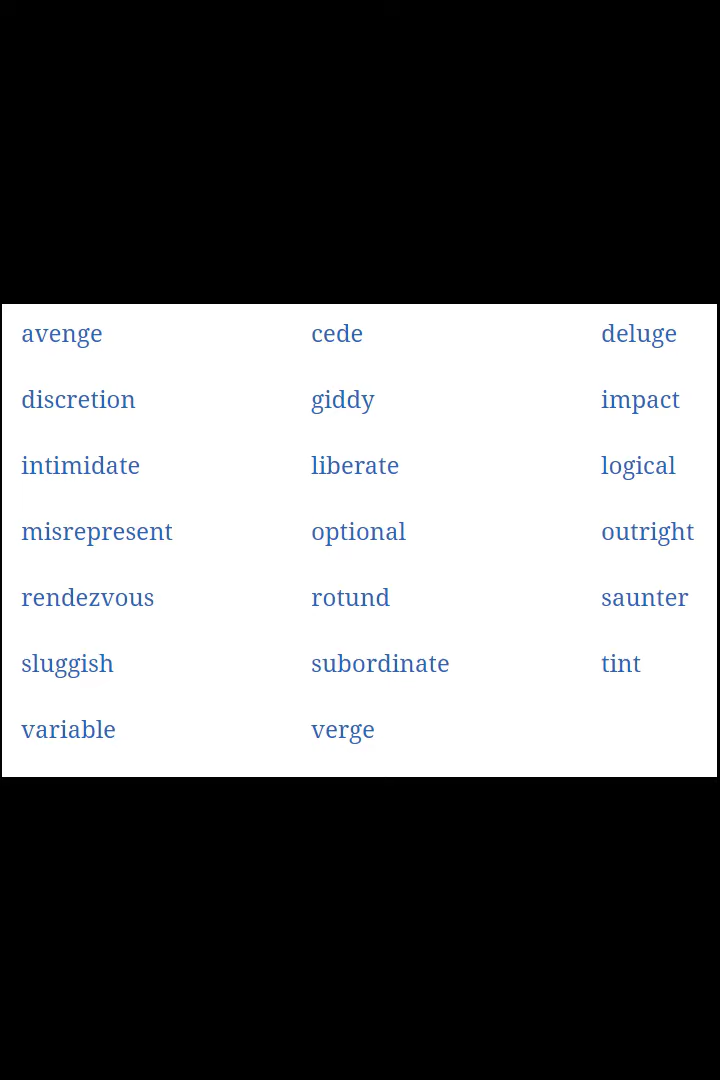 avenge cede deluge
discretion giddy impact
intimidate liberate logical
misrepresent optional outright
rendezvous rotund saunter
sluggish subordinate tint
variable verge